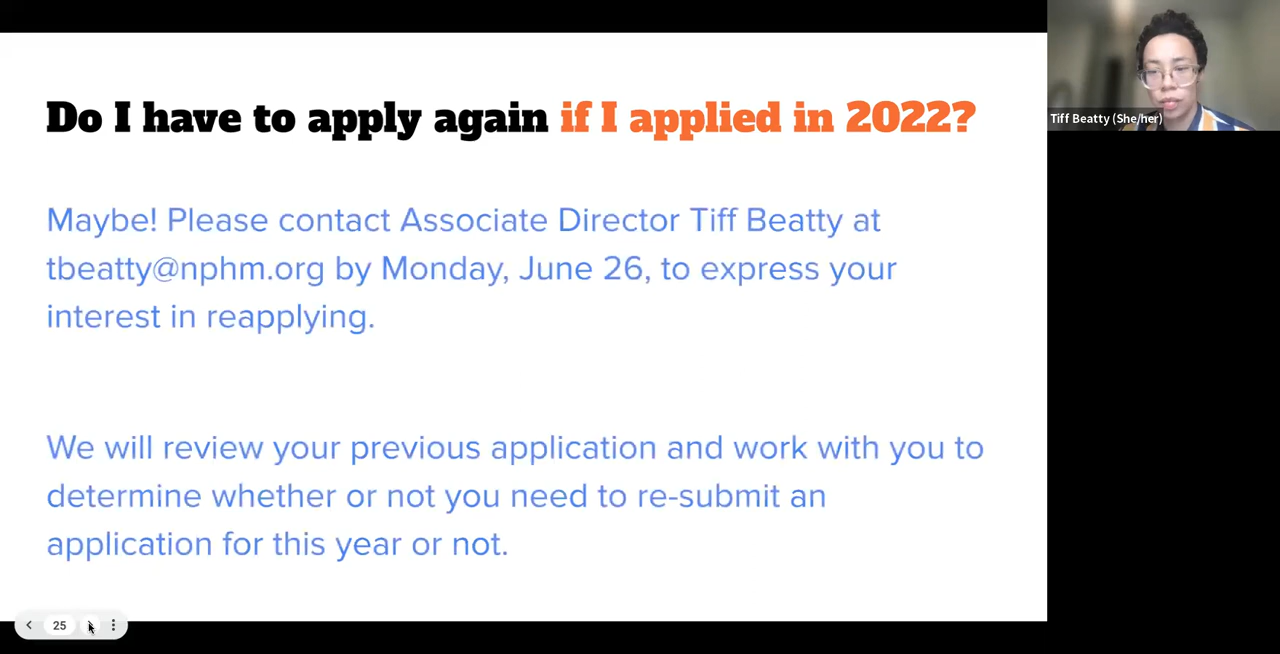 Do I have to apply again if I applied in 2022?
Maybe! Please contact Associate Director Tiff Beatty at
tbeatty@nphm.org by Monday, June 26, to express your
interest in reapplying.
We will review your previous application and work with you to
determine whether or not you need to re-submit an
application for this year or not.
Tiff Beatty (She/her)
25